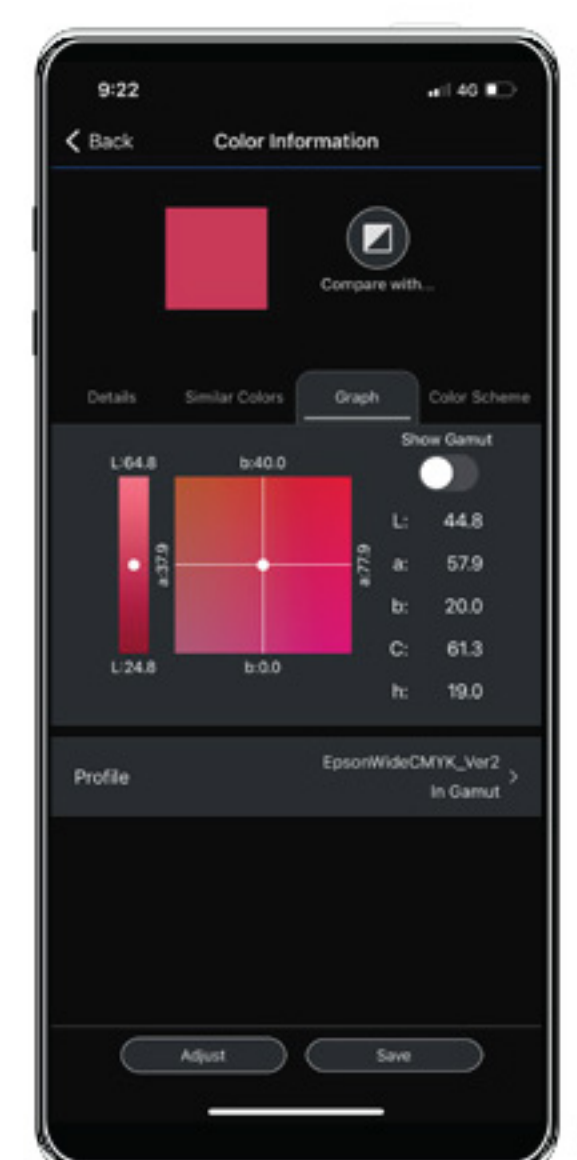 9:22
4G
Back
Color Information
Compare with...
Details
Similar Colors
Graph
Color Scheme
Show Gamut
L:64.8
b:40.0
a:37.9
a:77.9
L:24.8
b:0.0
L: 44.8
a: 57.9
b: 20.0
C: 61.3
h: 19.0
Profile
EpsonWideCMYK_Ver2
In Gamut
Adjust
Save